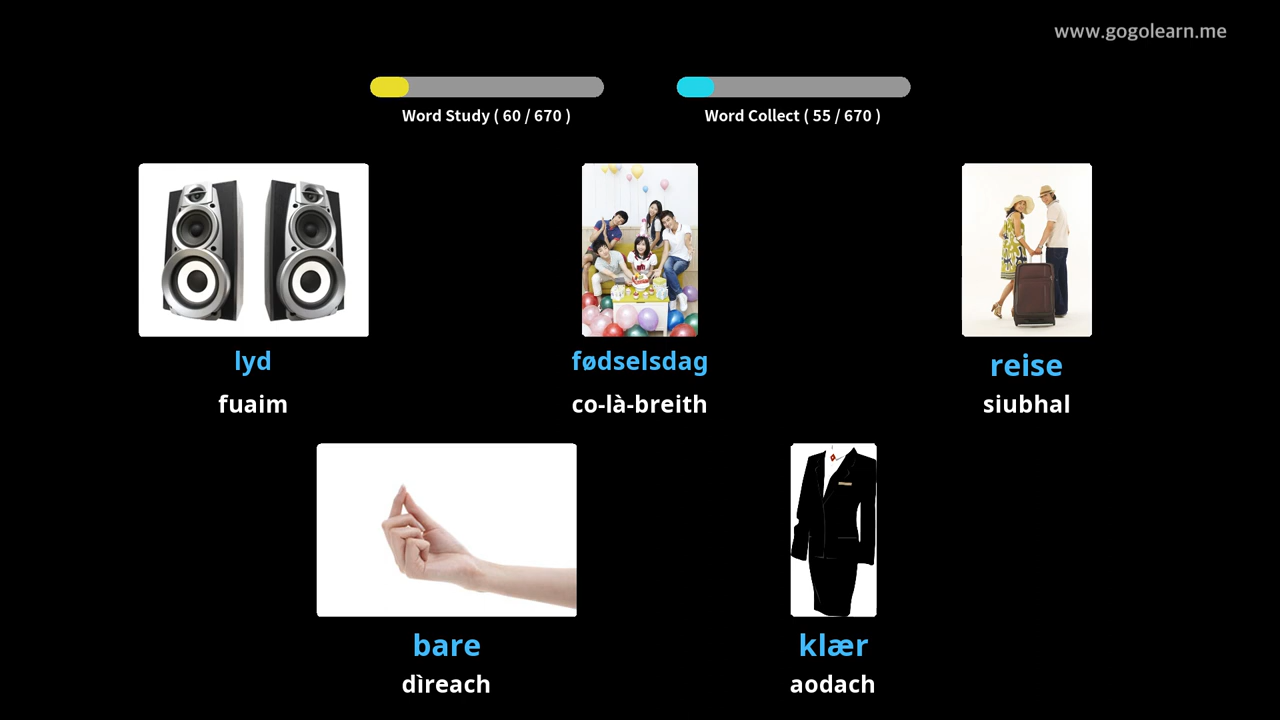 www.gogolearn.me
Word Study ( 60 / 670 )
Word Collect ( 55 / 670 )
lyd
fødselsdag
reise
fuaim
co-là-breith
siubhal
bare
klær
dìreach
aodach